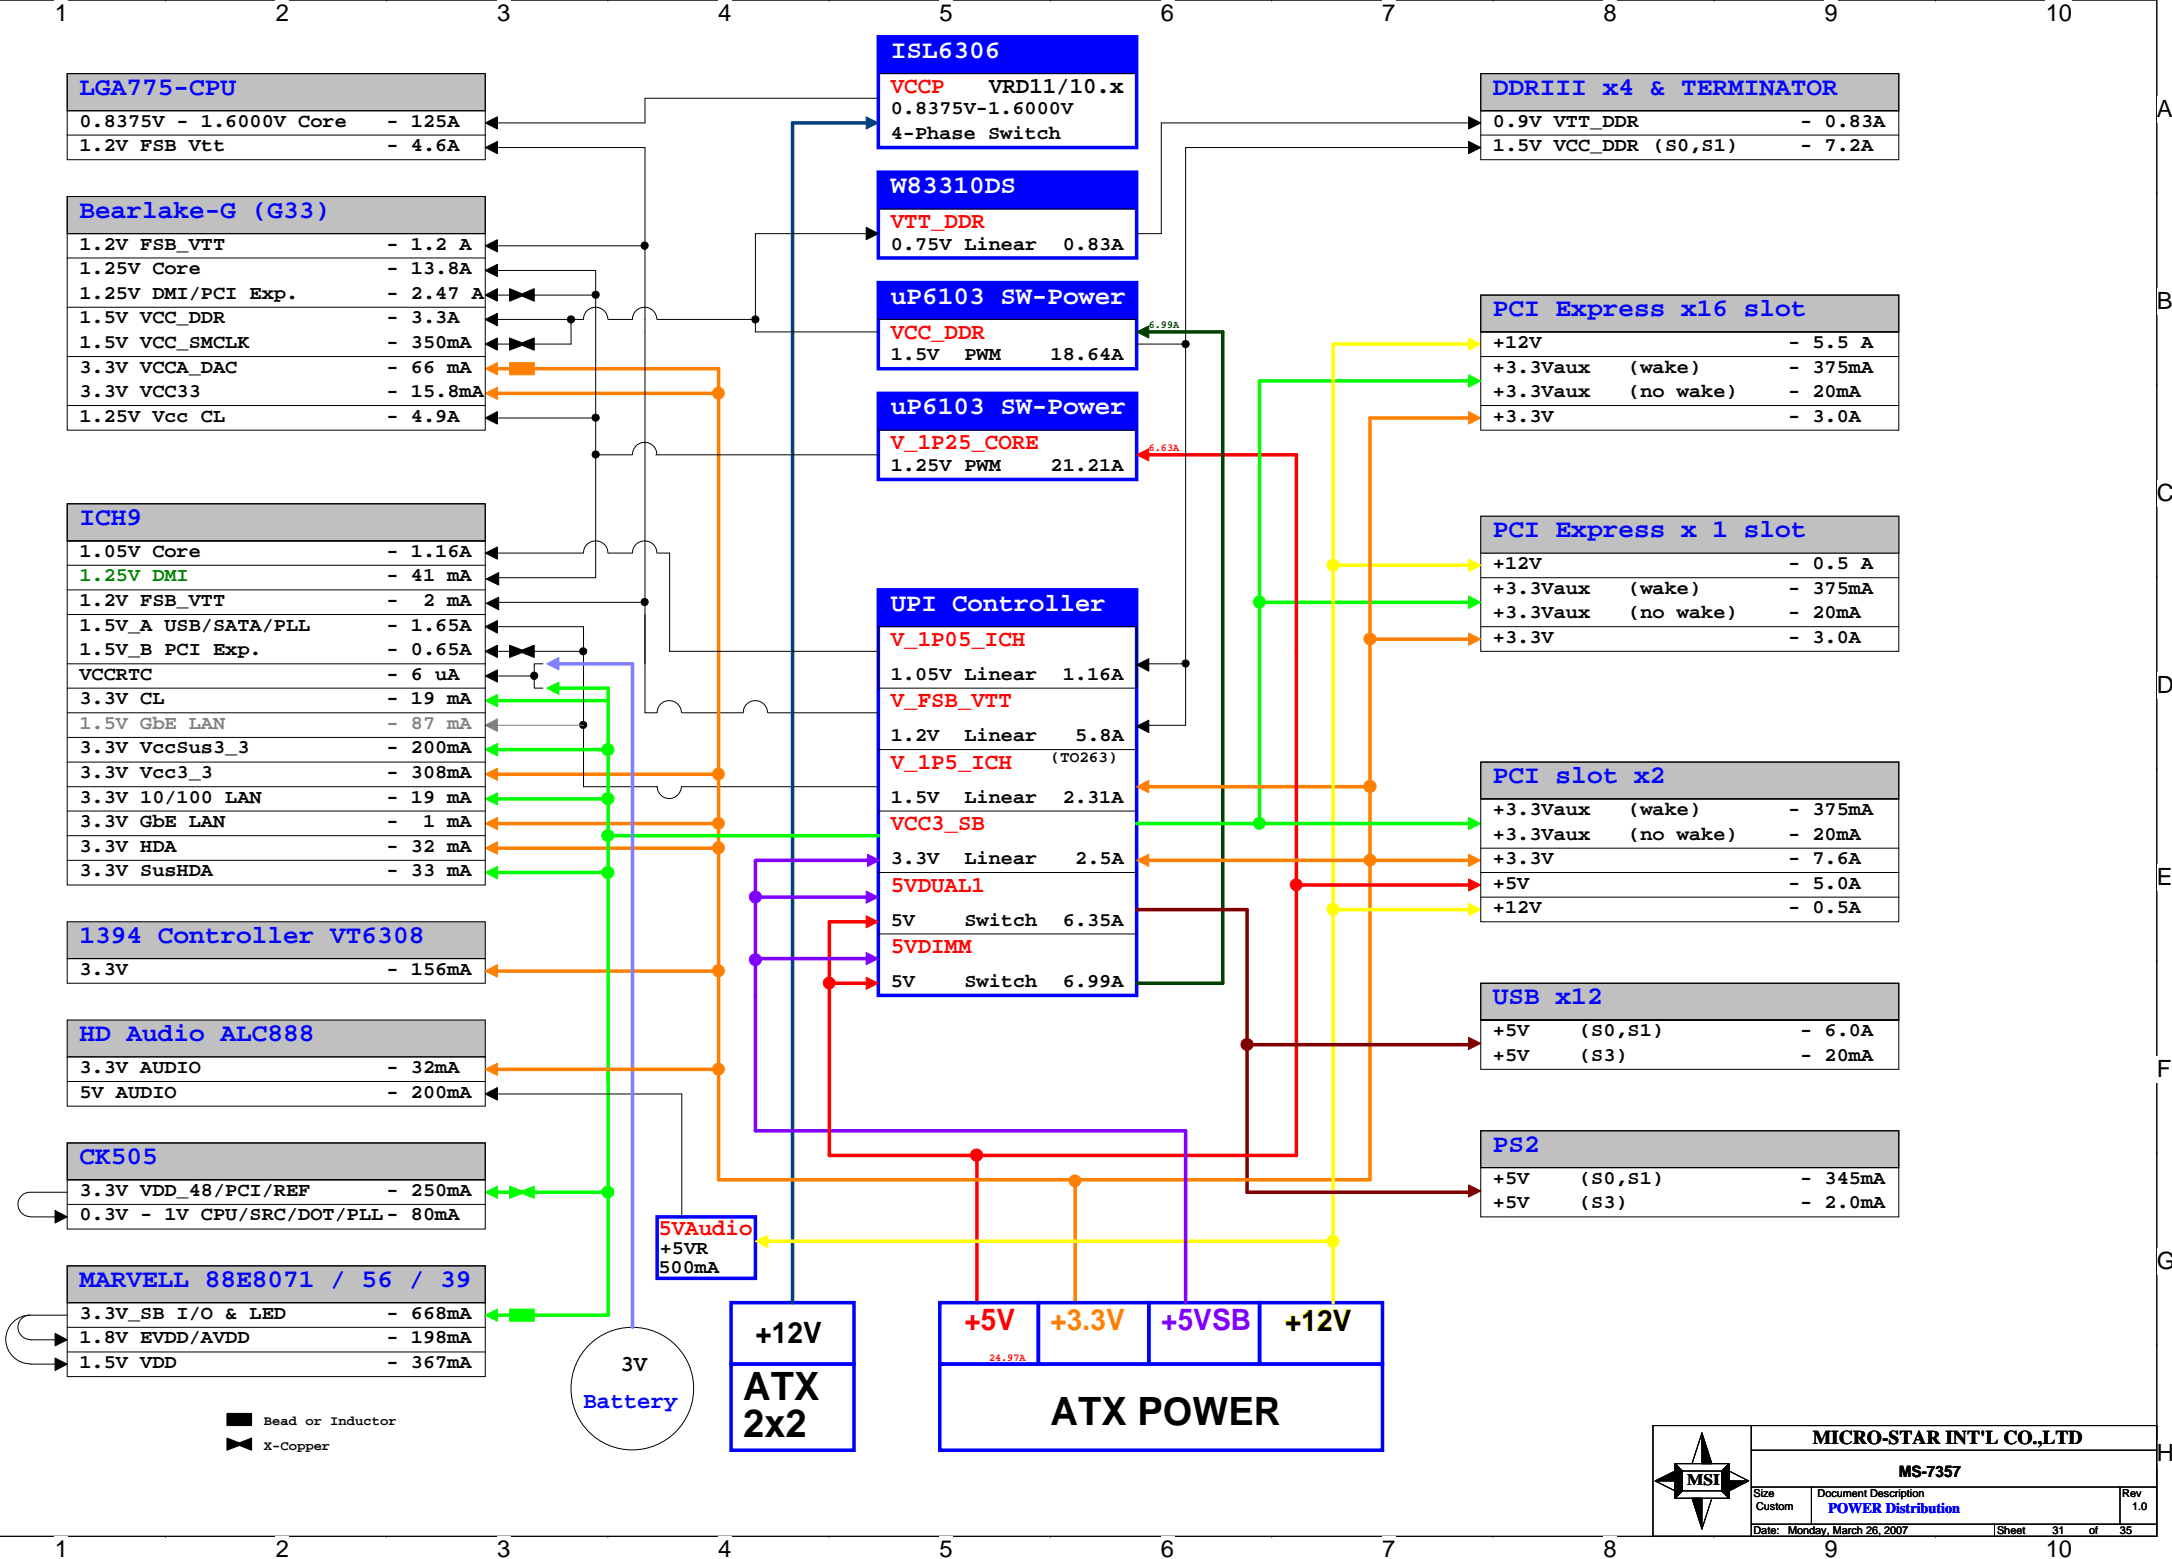 1 2 3 4 5 6 7 8 9 10
LGA775-CPU
0.8375V - 1.6000V Core - 125A
1.2V FSB Vtt - 4.6A
Bearlake-G (G33)
1.2V FSB_VTT - 1.2 A
1.25V Core - 13.8A
1.25V DMI/PCI Exp. - 2.47 A
1.5V VCC_DDR - 3.3A
1.5V VCC_SMCLK - 350mA
3.3V VCCA_DAC - 66 mA
3.3V VCC33 - 15.8mA
1.25V Vcc CL - 4.9A
ICH9
1.05V Core - 1.16A
1.25V DMI - 41 mA
1.2V FSB_VTT - 2 mA
1.5V_A USB/SATA/PLL - 1.65A
1.5V_B PCI Exp. - 0.65A
VCCRTC - 6 uA
3.3V CL - 19 mA
1.5V GbE LAN - 87 mA
3.3V VccSus3_3 - 200mA
3.3V Vcc3_3 - 308mA
3.3V 10/100 LAN - 19 mA
3.3V GbE LAN - 1 mA
3.3V HDA - 32 mA
3.3V SusHDA - 33 mA
1394 Controller VT6308
3.3V - 156mA
HD Audio ALC888
3.3V AUDIO - 32mA
5V AUDIO - 200mA
CK505
3.3V VDD_48/PCI/REF - 250mA
0.3V - 1V CPU/SRC/DOT/PLL - 80mA
MARVELL 88E8071 / 56 / 39
3.3V_SB I/O & LED - 668mA
1.8V EVDD/AVDD - 198mA
1.5V VDD - 367mA
Bead or Inductor
X-Copper
ISL6306
VCCP VRD11/10.x
0.8375V-1.6000V
4-Phase Switch
W83310DS
VTT_DDR
0.75V Linear 0.83A
uP6103 SW-Power
VCC_DDR
1.5V PWM 18.64A
6.99A
uP6103 SW-Power
V_1P25_CORE
1.25V PWM 21.21A
6.63A
UPI Controller
V_1P05_ICH
1.05V Linear 1.16A
V_FSB_VTT
1.2V Linear 5.8A
V_1P5_ICH (TO263)
1.5V Linear 2.31A
VCC3_SB
3.3V Linear 2.5A
5VDUAL1
5V Switch 6.35A
5VDIMM
5V Switch 6.99A
5VAudio
+5VR
500mA
3V
Battery
+12V
ATX
2x2
+5V +3.3V +5VSB +12V
24.97A
ATX POWER
DDRIII x4 & TERMINATOR
0.9V VTT_DDR - 0.83A
1.5V VCC_DDR (S0,S1) - 7.2A
PCI Express x16 slot
+12V - 5.5 A
+3.3Vaux (wake) - 375mA
+3.3Vaux (no wake) - 20mA
+3.3V - 3.0A
PCI Express x 1 slot
+12V - 0.5 A
+3.3Vaux (wake) - 375mA
+3.3Vaux (no wake) - 20mA
+3.3V - 3.0A
PCI slot x2
+3.3Vaux (wake) - 375mA
+3.3Vaux (no wake) - 20mA
+3.3V - 7.6A
+5V - 5.0A
+12V - 0.5A
USB x12
+5V (S0,S1) - 6.0A
+5V (S3) - 20mA
PS2
+5V (S0,S1) - 345mA
+5V (S3) - 2.0mA
A
B
C
D
E
F
G
H
MSI
MICRO-STAR INT'L CO.,LTD
MS-7357
Size Document Description Rev
Custom POWER Distribution 1.0
Date: Monday, March 26, 2007 Sheet 31 of 35
1 2 3 4 5 6 7 8 9 10